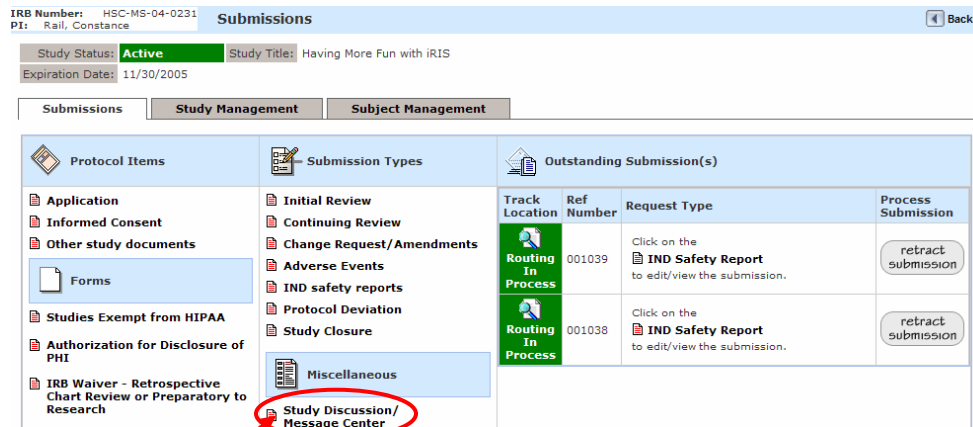 IRB Number: HSC-MS-04-0231
PI: Rail, Constance
Submissions
Back
Study Status: Active Study Title: Having More Fun with iRIS
Expiration Date: 11/30/2005
Submissions Study Management Subject Management
Protocol Items
Application
Informed Consent
Other study documents
Forms
Studies Exempt from HIPAA
Authorization for Disclosure of
PHI
IRB Waiver - Retrospective
Chart Review or Preparatory to
Research
Submission Types
Initial Review
Continuing Review
Change Request/Amendments
Adverse Events
IND safety reports
Protocol Deviation
Study Closure
Miscellaneous
Study Discussion/
Message Center
Outstanding Submission(s)
Track Location
Ref Number
Request Type
Process Submission
Routing
In
Process
001039
Click on the
IND Safety Report
to edit/view the submission.
retract
submission
Routing
In
Process
001038
Click on the
IND Safety Report
to edit/view the submission.
retract
submission